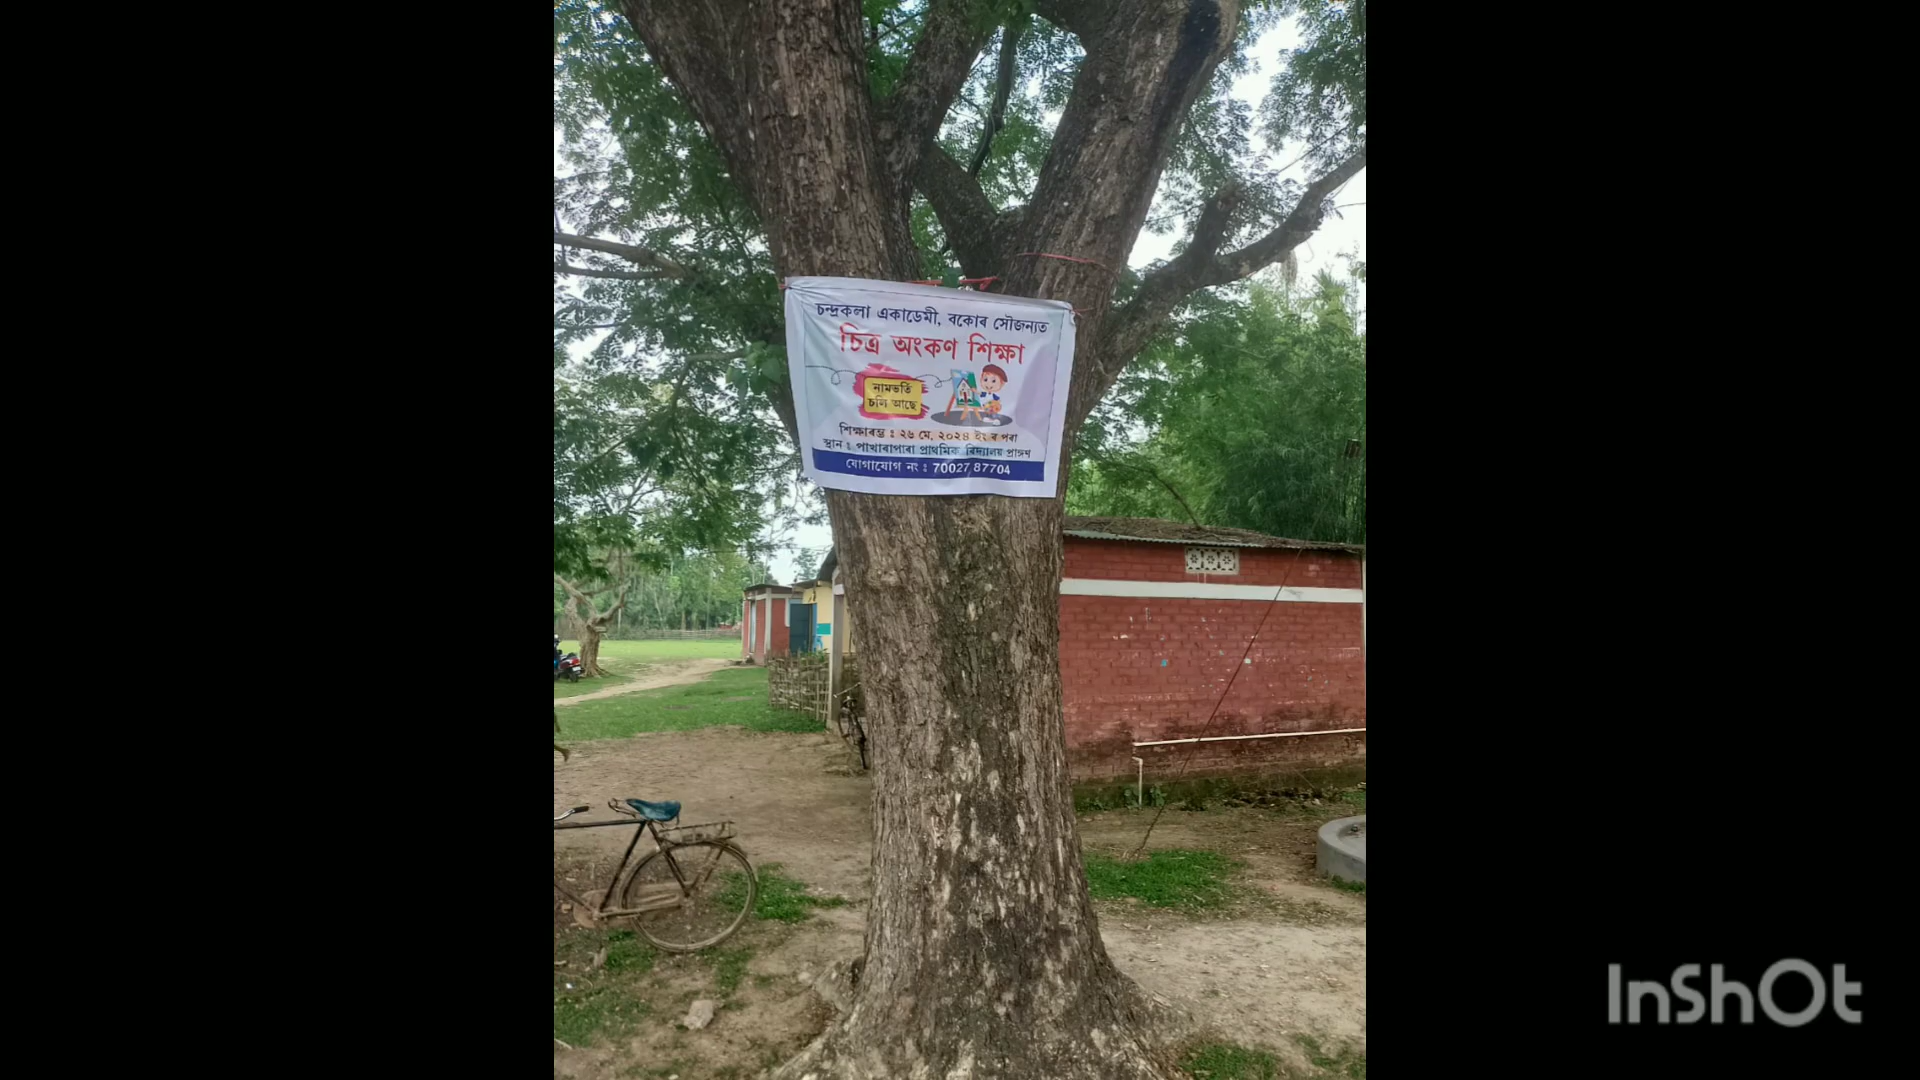 চন্দ্ৰকলা একাডেমী, বকোৰ সৌজন্যত
চিত্ৰ অংকণ শিক্ষা
নামভৰ্তি
চলি আছে
শিক্ষাৰম্ভ ঃ ২৬ মে, ২০২৪ ইং ৰ পৰা
স্থান ঃ পাখাৰাপাৰা প্ৰাথমিক বিদ্যালয় প্ৰাঙ্গণ
যোগাযোগ নং ঃ 70027 87704
InShOt